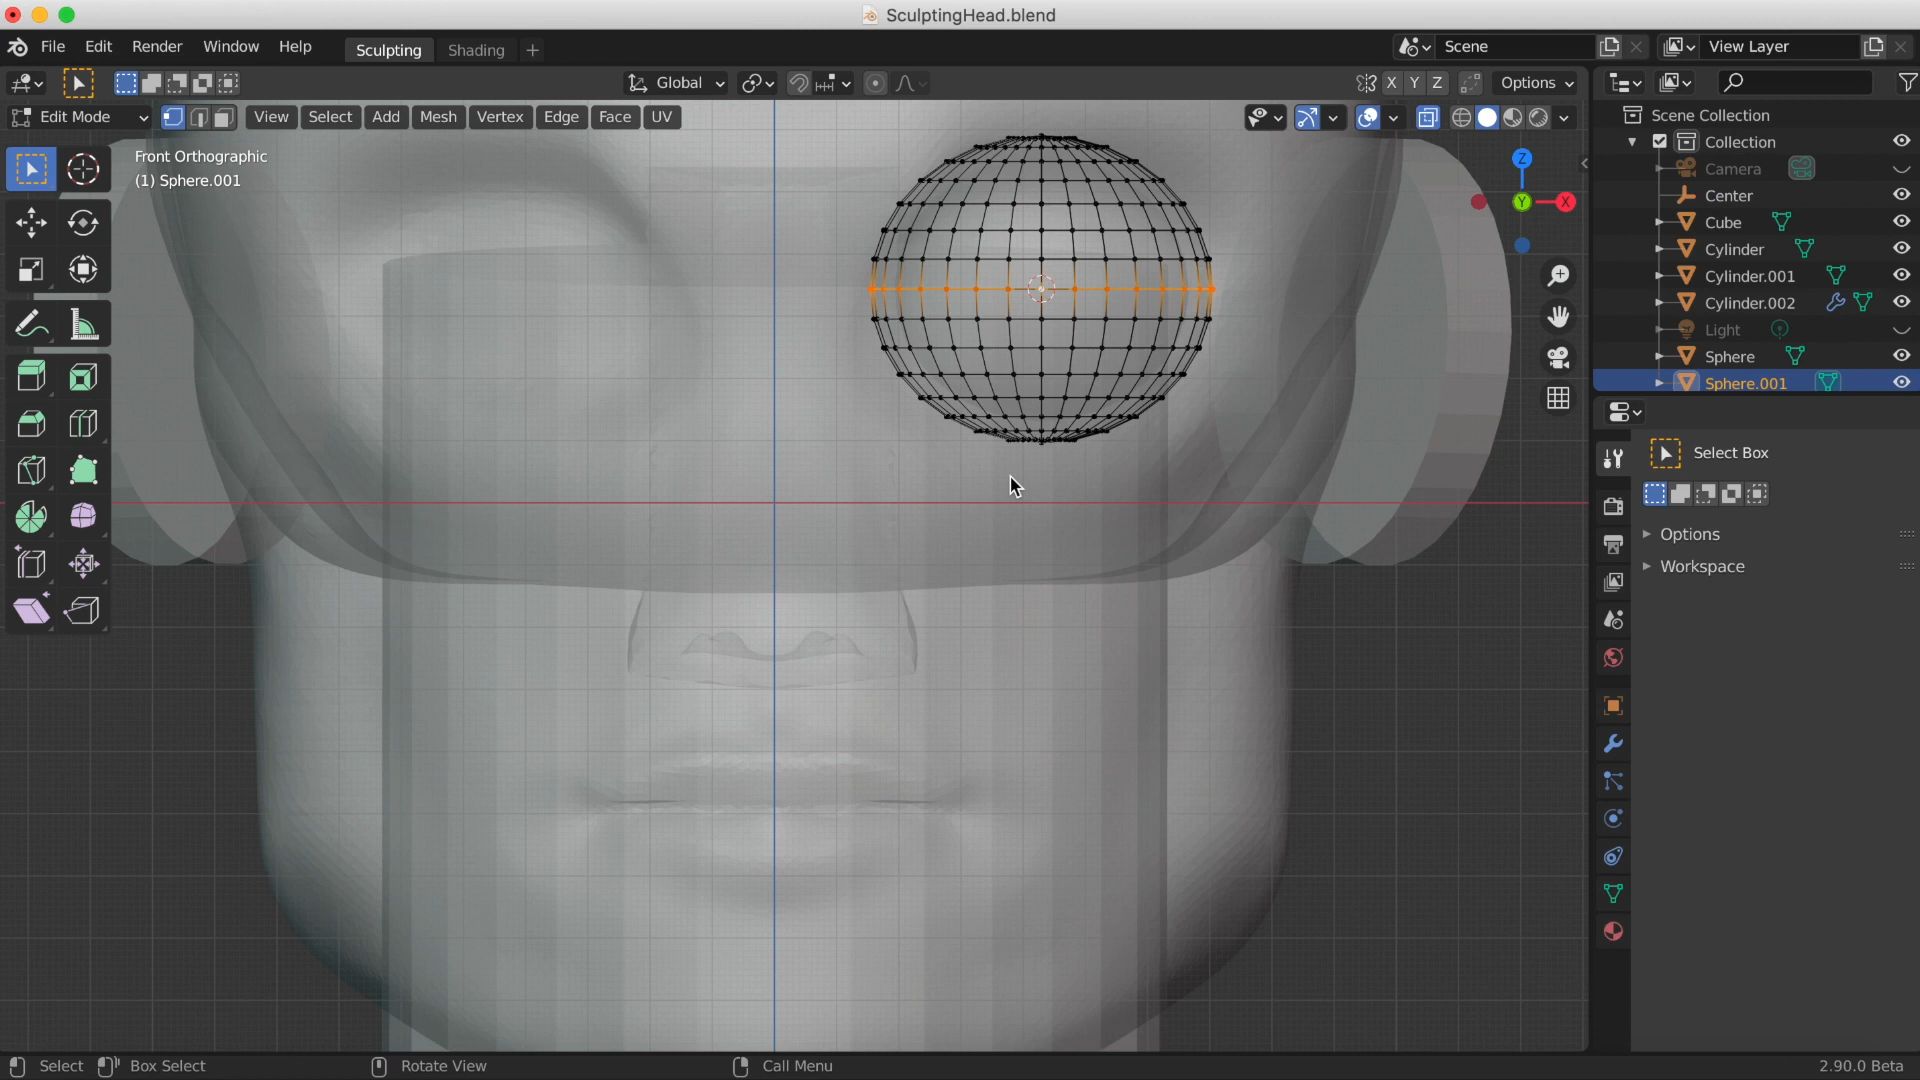 SculptingHead.blend
File Edit Render Window Help Sculpting Shading + Scene View Layer
Global X Y Z Options
Edit Mode View Select Add Mesh Vertex Edge Face UV
Front Orthographic
(1) Sphere.001
Z
Y X
Scene Collection
Collection
Camera
Center
Cube
Cylinder
Cylinder.001
Cylinder.002
Light
Sphere
Sphere.001
Select Box
Options
Workspace
Select Box Select Rotate View Call Menu 2.90.0 Beta